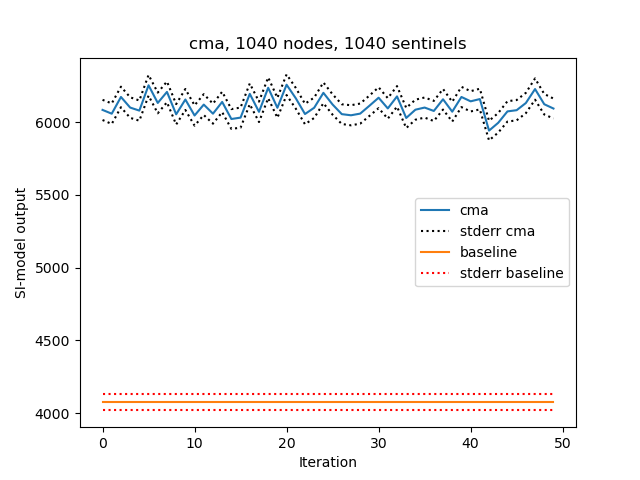 cma, 1040 nodes, 1040 sentinels
6000
5500
5000
4500
4000
SI-model output
cma
stderr cma
baseline
stderr baseline
0 10 20 30 40 50
Iteration